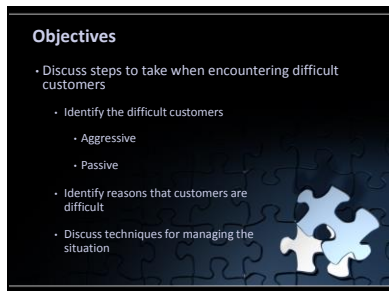 Objectives
• Discuss steps to take when encountering difficult
customers
• Identify the difficult customers
• Aggressive
• Passive
• Identify reasons that customers are
difficult
• Discuss techniques for managing the
situation